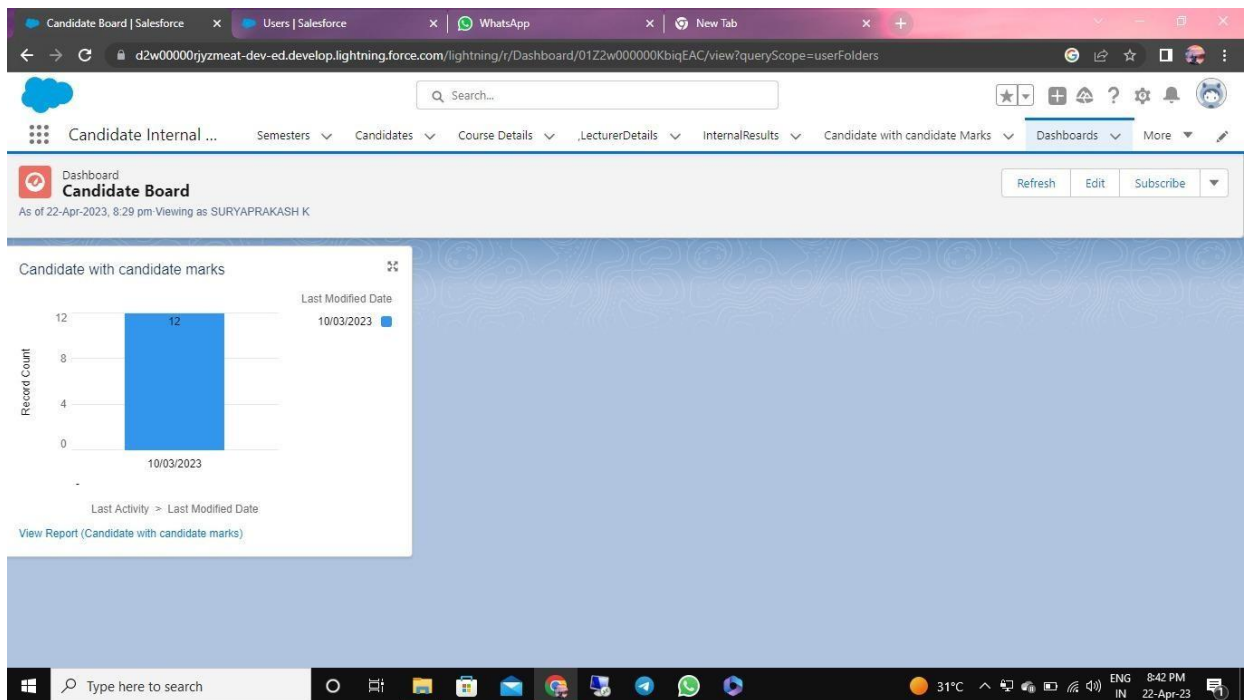 Candidate Board | Salesforce
Users | Salesforce
WhatsApp
New Tab
d2w00000rjyzmeat-dev-ed.develop.lightning.force.com/lightning/r/Dashboard/01Z2w000000KbiqEAC/view?queryScope=userFolders
Search...
Candidate Internal ...
Semesters
Candidates
Course Details
,LecturerDetails
InternalResults
Candidate with candidate Marks
Dashboards
More
Dashboard
Candidate Board
As of 22-Apr-2023, 8:29 pm·Viewing as SURYAPRAKASH K
Refresh
Edit
Subscribe
Candidate with candidate marks
Last Modified Date
10/03/2023
Record Count
12
8
4
0
12
10/03/2023
-
Last Activity > Last Modified Date
View Report (Candidate with candidate marks)
Type here to search
31°C
ENG
IN
8:42 PM
22-Apr-23
1